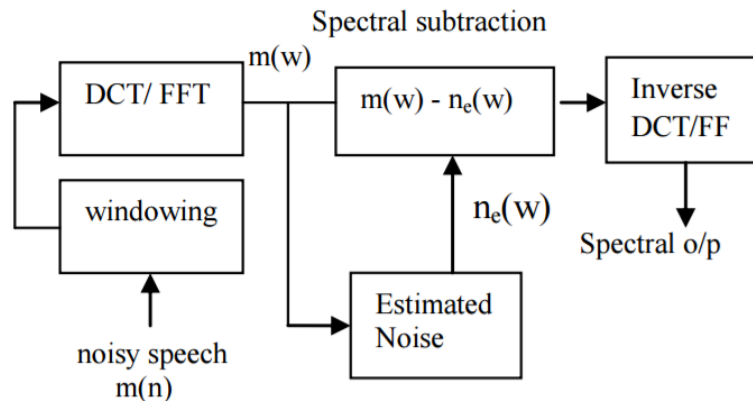 Spectral subtraction
m(w)
DCT/ FFT
m(w) - nₑ(w)
Inverse
DCT/FF
windowing
nₑ(w)
Spectral o/p
Estimated
Noise
noisy speech
m(n)